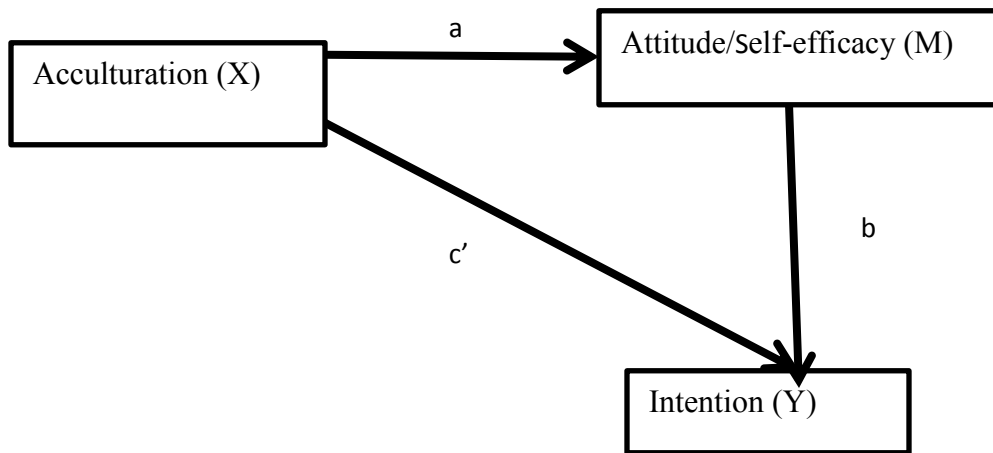 a
Attitude/Self-efficacy (M)
Acculturation (X)
b
c’
Intention (Y)